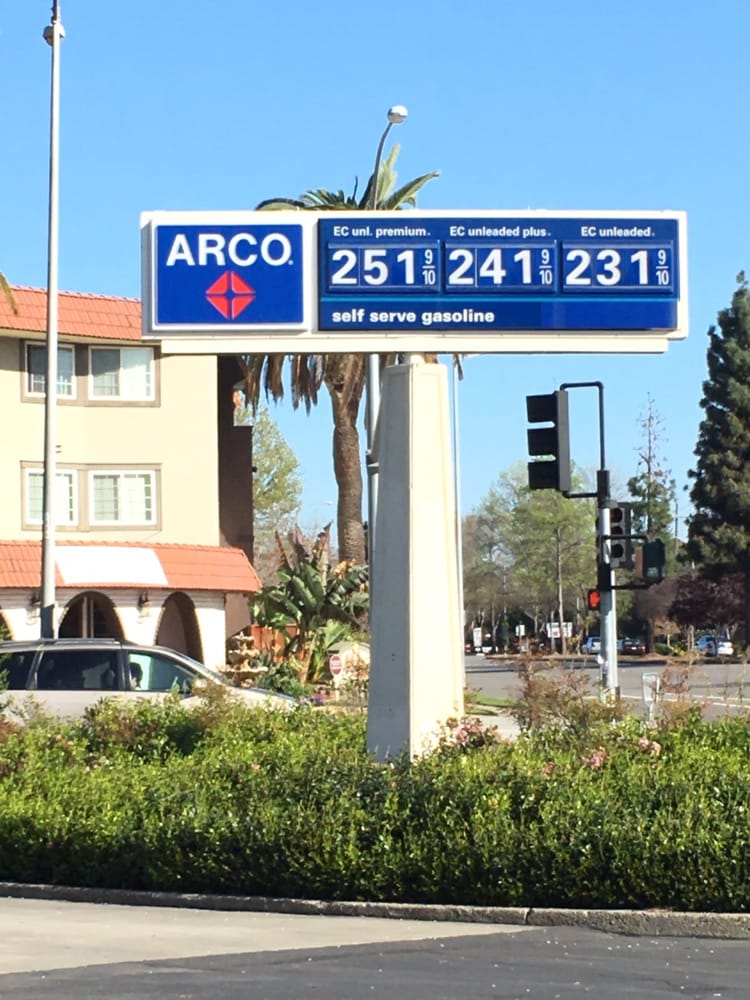 ARCO
EC unl. premium.
251 9/10
EC unleaded plus.
241 9/10
EC unleaded.
231 9/10
self serve gasoline
STOP